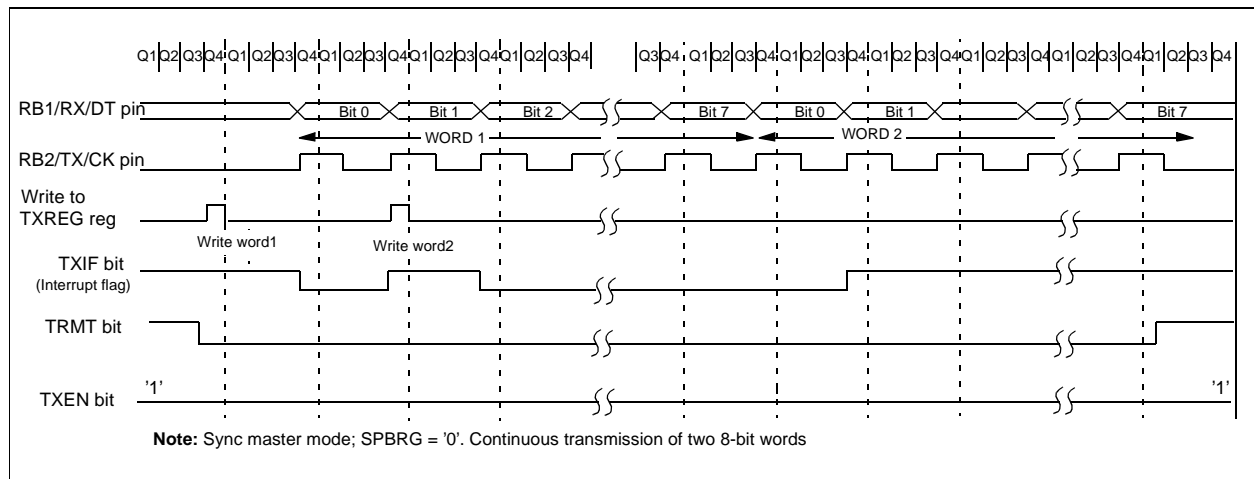 Q1 Q2 Q3 Q4 Q1 Q2 Q3 Q4 Q1 Q2 Q3 Q4 Q1 Q2 Q3 Q4 Q1 Q2 Q3 Q4 Q3 Q4 Q1 Q2 Q3 Q4 Q1 Q2 Q3 Q4 Q1 Q2 Q3 Q4 Q1 Q2 Q3 Q4 Q1 Q2 Q3 Q4 Q1 Q2 Q3 Q4
RB1/RX/DT pin Bit 0 Bit 1 Bit 2 Bit 7 Bit 0 Bit 1 Bit 7
WORD 1 WORD 2
RB2/TX/CK pin
Write to
TXREG reg
Write word1 Write word2
TXIF bit
(Interrupt flag)
TRMT bit
'1' '1'
TXEN bit
Note: Sync master mode; SPBRG = '0'. Continuous transmission of two 8-bit words